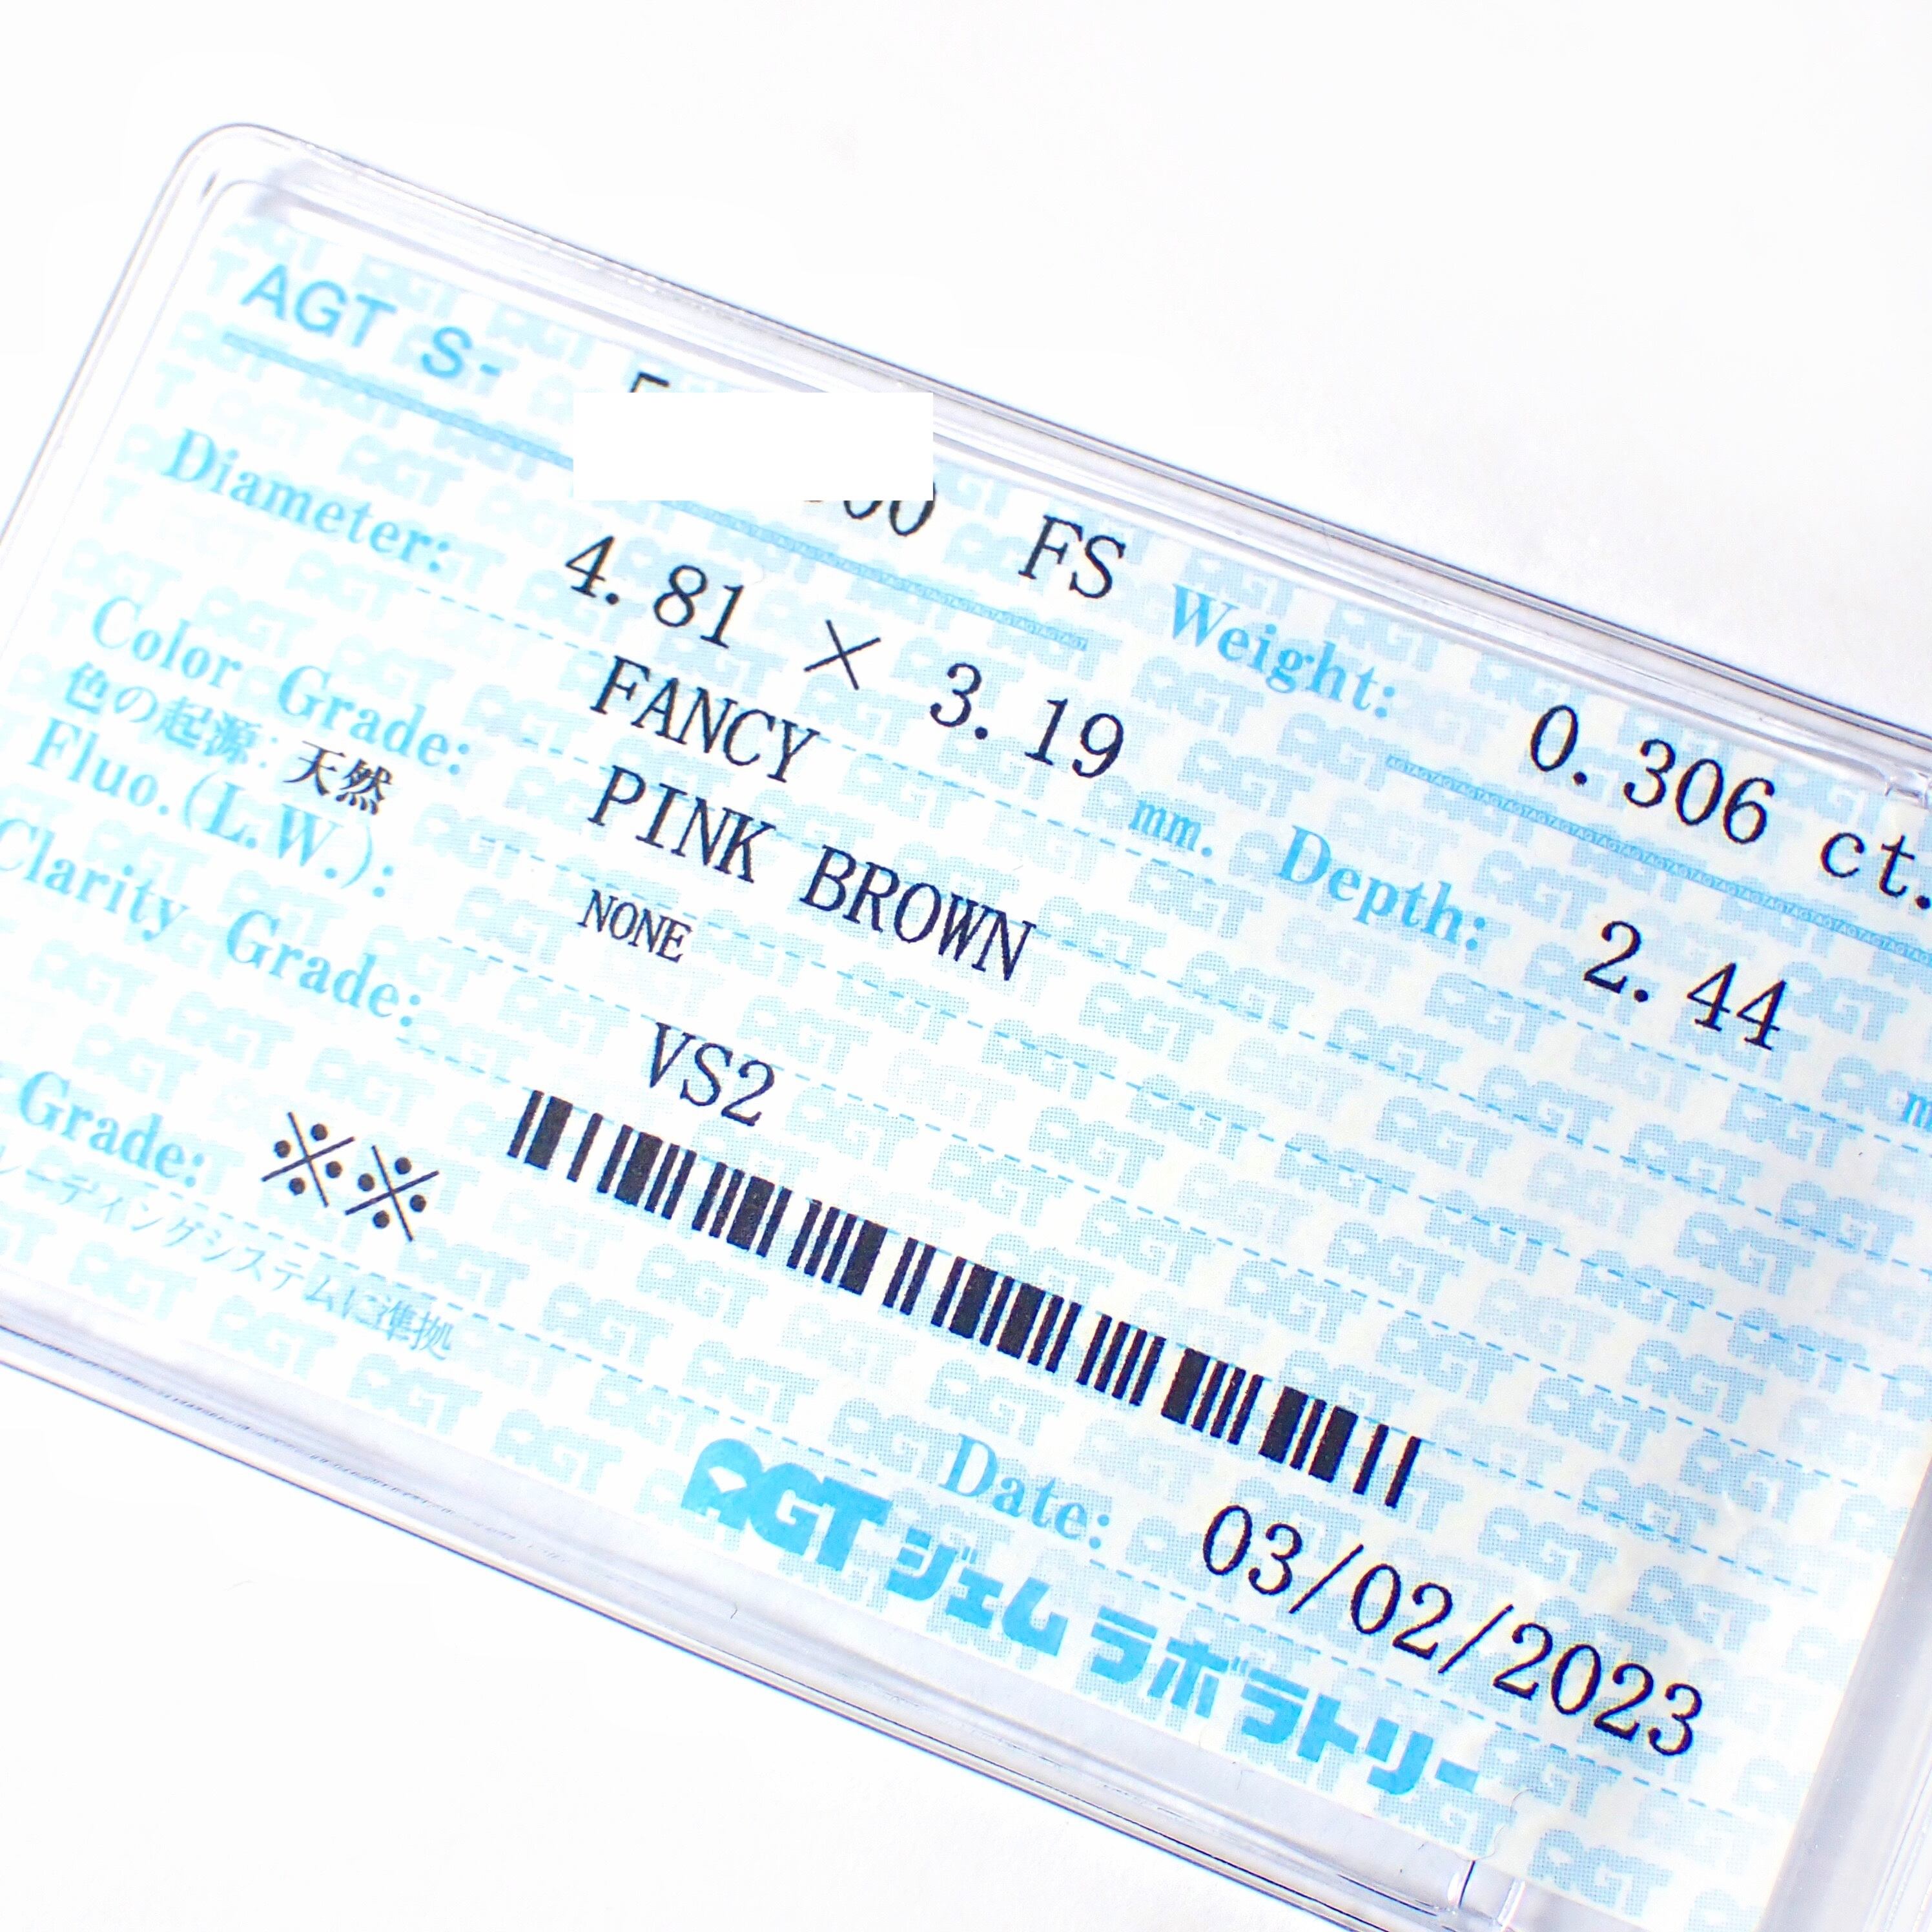 AGT S-
FS Weight: 0.306 ct.
Diameter: 4.81 × 3.19 mm. Depth: 2.44
Color Grade: FANCY
色の起源: 天然 PINK BROWN
Fluo.(L.W.): NONE
Clarity Grade: VS2
Grade: ※※
ーディングシステムに準拠
Date: 03/02/2023
AGT ジェム ラボラトリー